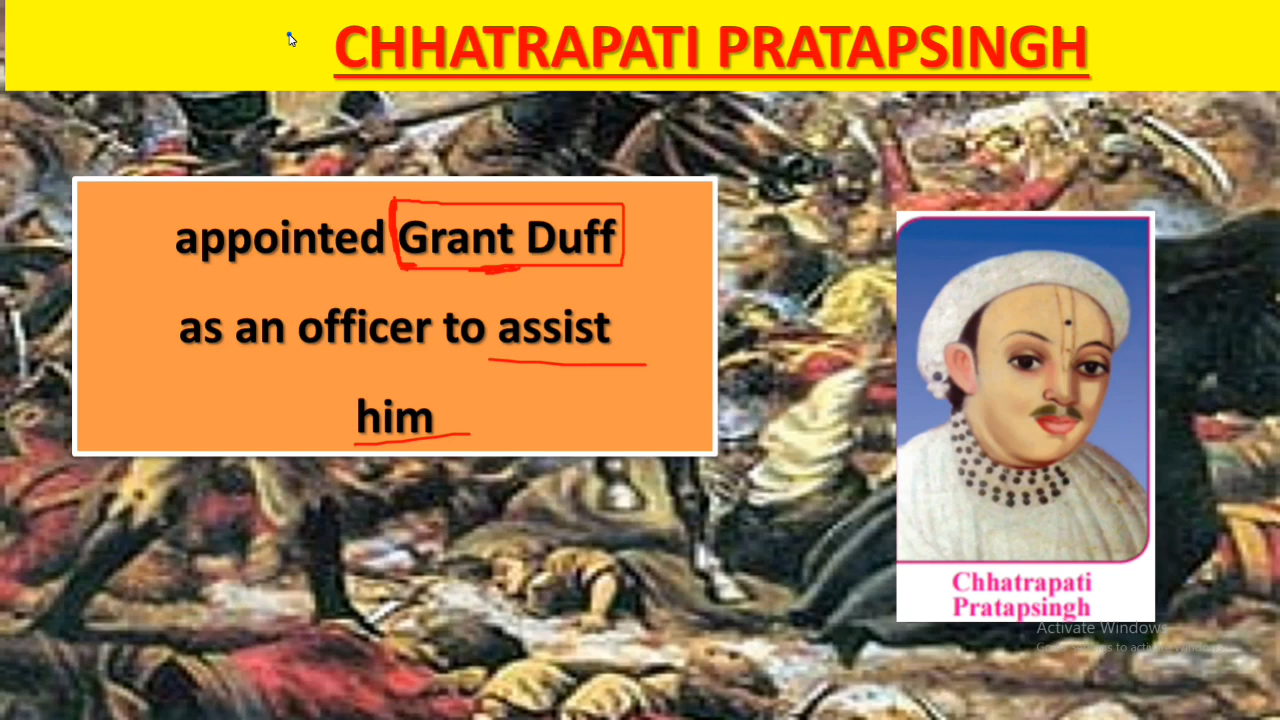 CHHATRAPATI PRATAPSINGH
appointed Grant Duff
as an officer to assist
him
Chhatrapati
Pratapsingh
Activate Windows